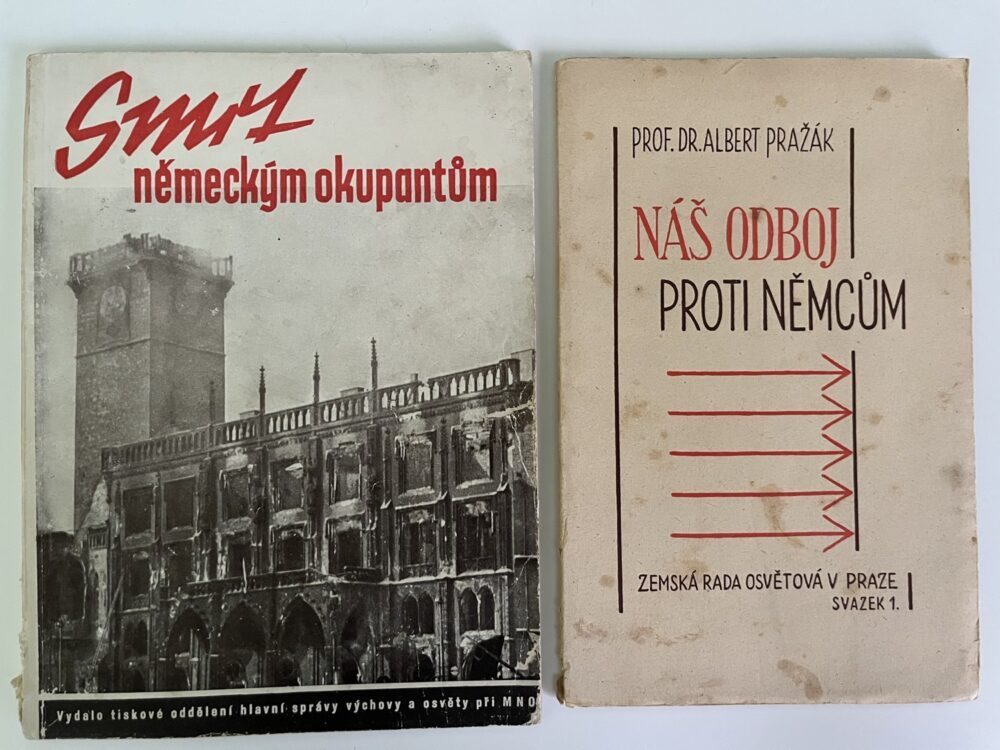 Smrt
německým okupantům
Vydalo tiskové oddělení hlavní správy výchovy a osvěty při MNO
PROF. DR. ALBERT PRAŽÁK
NÁŠ ODBOJ
PROTI NĚMCŮM
ZEMSKÁ RADA OSVĚTOVÁ V PRAZE
SVAZEK 1.